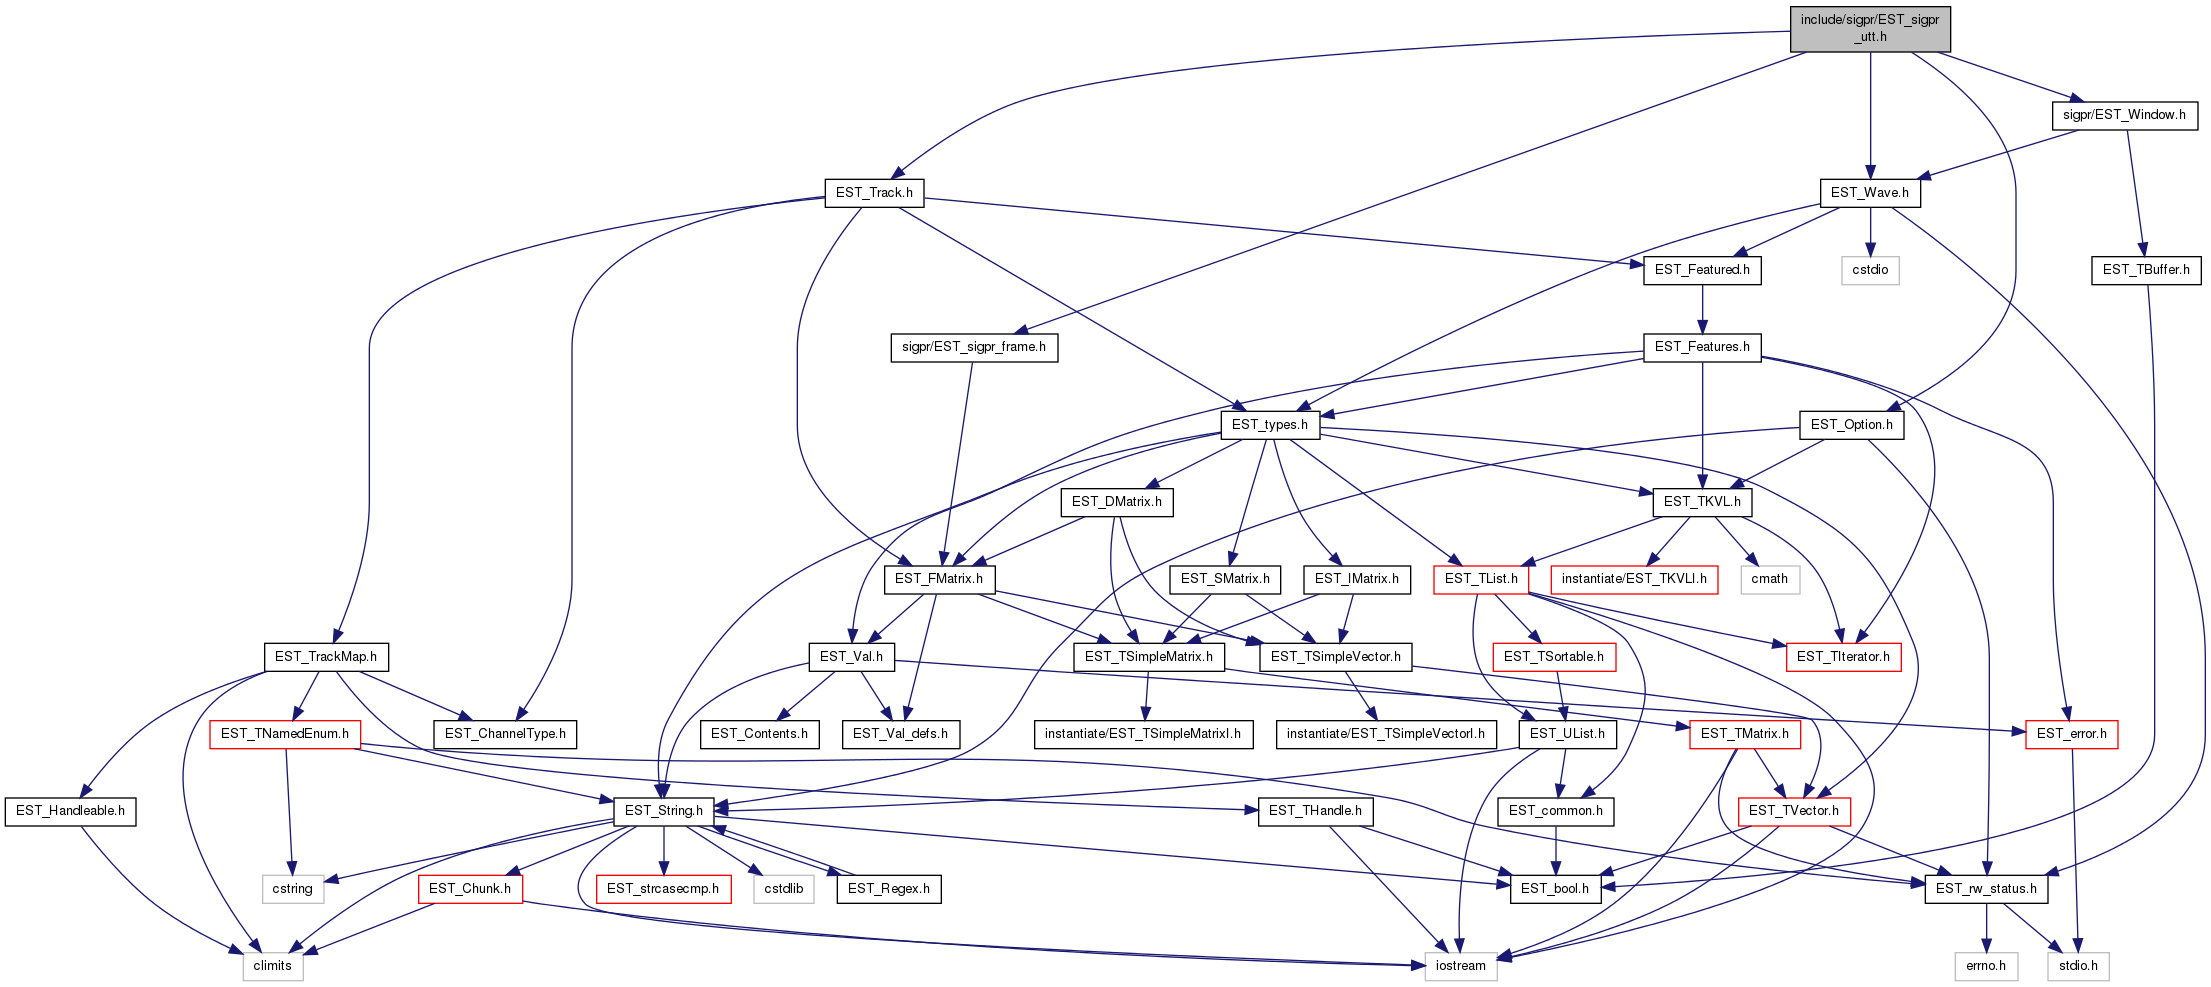 include/sigpr/EST_sigpr
_utt.h
sigpr/EST_Window.h
EST_Track.h
EST_Wave.h
EST_Featured.h
cstdio
EST_TBuffer.h
sigpr/EST_sigpr_frame.h
EST_Features.h
EST_types.h
EST_Option.h
EST_DMatrix.h
EST_TKVL.h
EST_FMatrix.h
EST_SMatrix.h
EST_IMatrix.h
EST_TList.h
instantiate/EST_TKVLI.h
cmath
EST_TrackMap.h
EST_Val.h
EST_TSimpleMatrix.h
EST_TSimpleVector.h
EST_TSortable.h
EST_TIterator.h
EST_TNamedEnum.h
EST_ChannelType.h
EST_Contents.h
EST_Val_defs.h
instantiate/EST_TSimpleMatrixI.h
instantiate/EST_TSimpleVectorI.h
EST_UList.h
EST_TMatrix.h
EST_error.h
EST_Handleable.h
EST_String.h
EST_THandle.h
EST_common.h
EST_TVector.h
cstring
EST_Chunk.h
EST_strcasecmp.h
cstdlib
EST_Regex.h
EST_bool.h
EST_rw_status.h
climits
iostream
errno.h
stdio.h